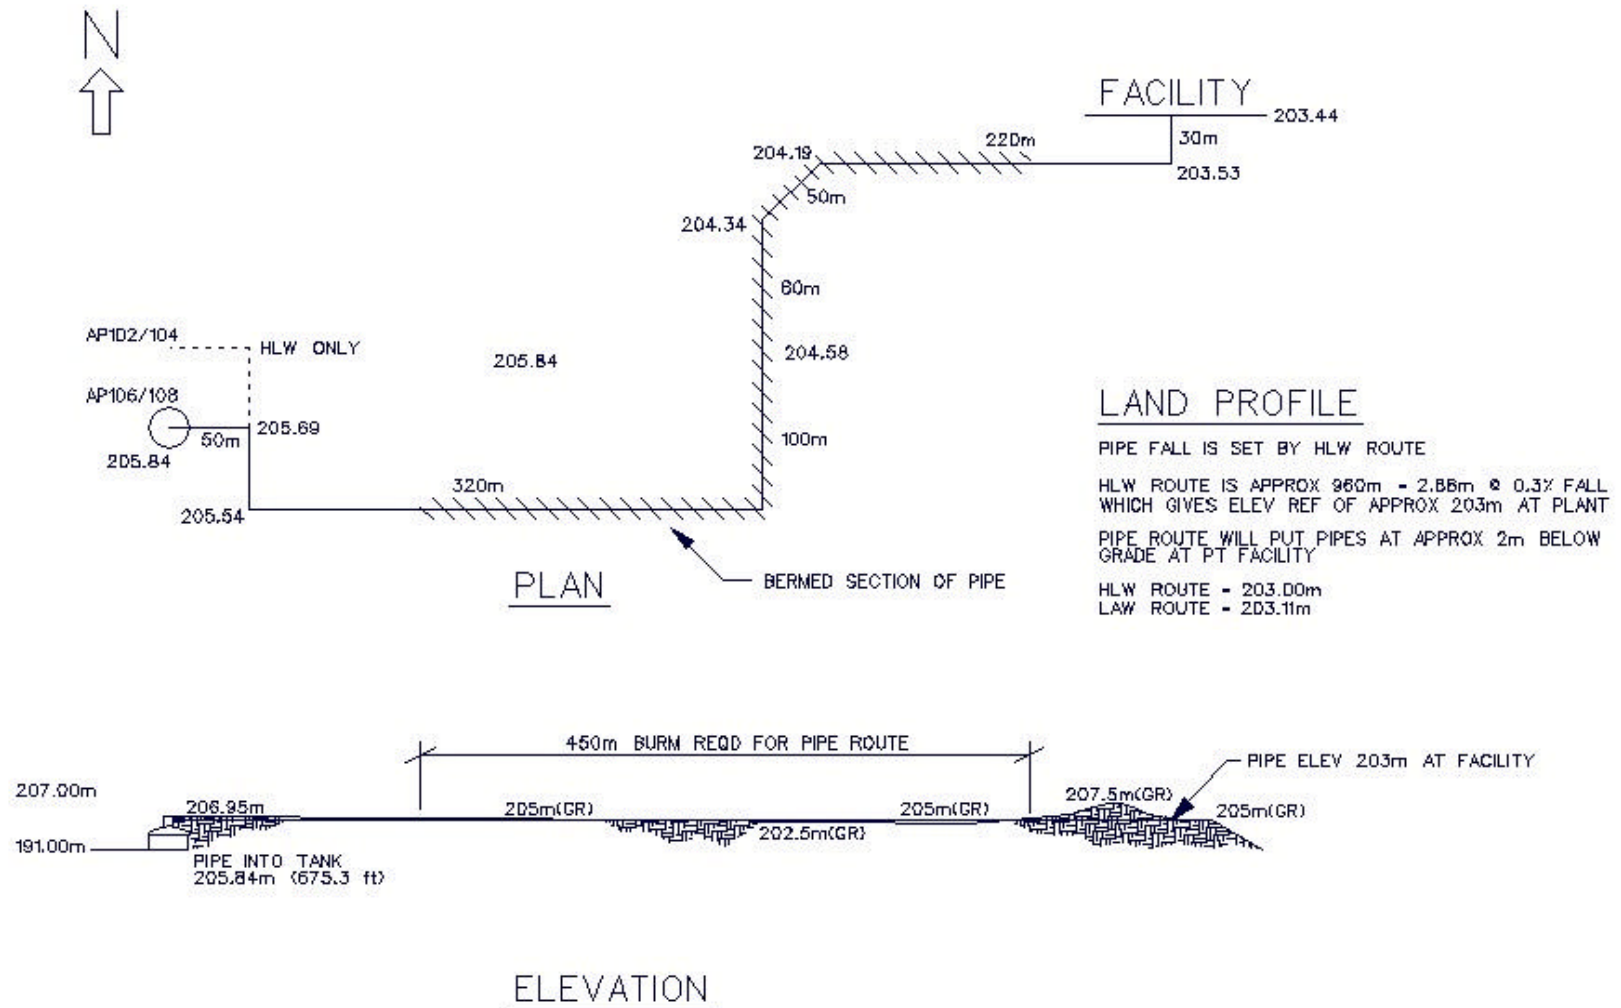 N
FACILITY
203.44
220m
30m
204.19
203.53
50m
204.34
60m
AP102/104
HLW ONLY
205.84
204.58
AP106/108
205.69
50m
100m
205.84
320m
205.54
BERMED SECTION OF PIPE
PLAN
LAND PROFILE
PIPE FALL IS SET BY HLW ROUTE
HLW ROUTE IS APPROX 960m - 2.88m @ 0.3% FALL
WHICH GIVES ELEV REF OF APPROX 203m AT PLANT
PIPE ROUTE WILL PUT PIPES AT APPROX 2m BELOW
GRADE AT PT FACILITY
HLW ROUTE - 203.00m
LAW ROUTE - 203.11m
450m BURM REQD FOR PIPE ROUTE
PIPE ELEV 203m AT FACILITY
207.00m
206.95m
205m(GR)
205m(GR)
207.5m(GR)
205m(GR)
202.5m(GR)
191.00m
PIPE INTO TANK
205.84m (675.3 ft)
ELEVATION